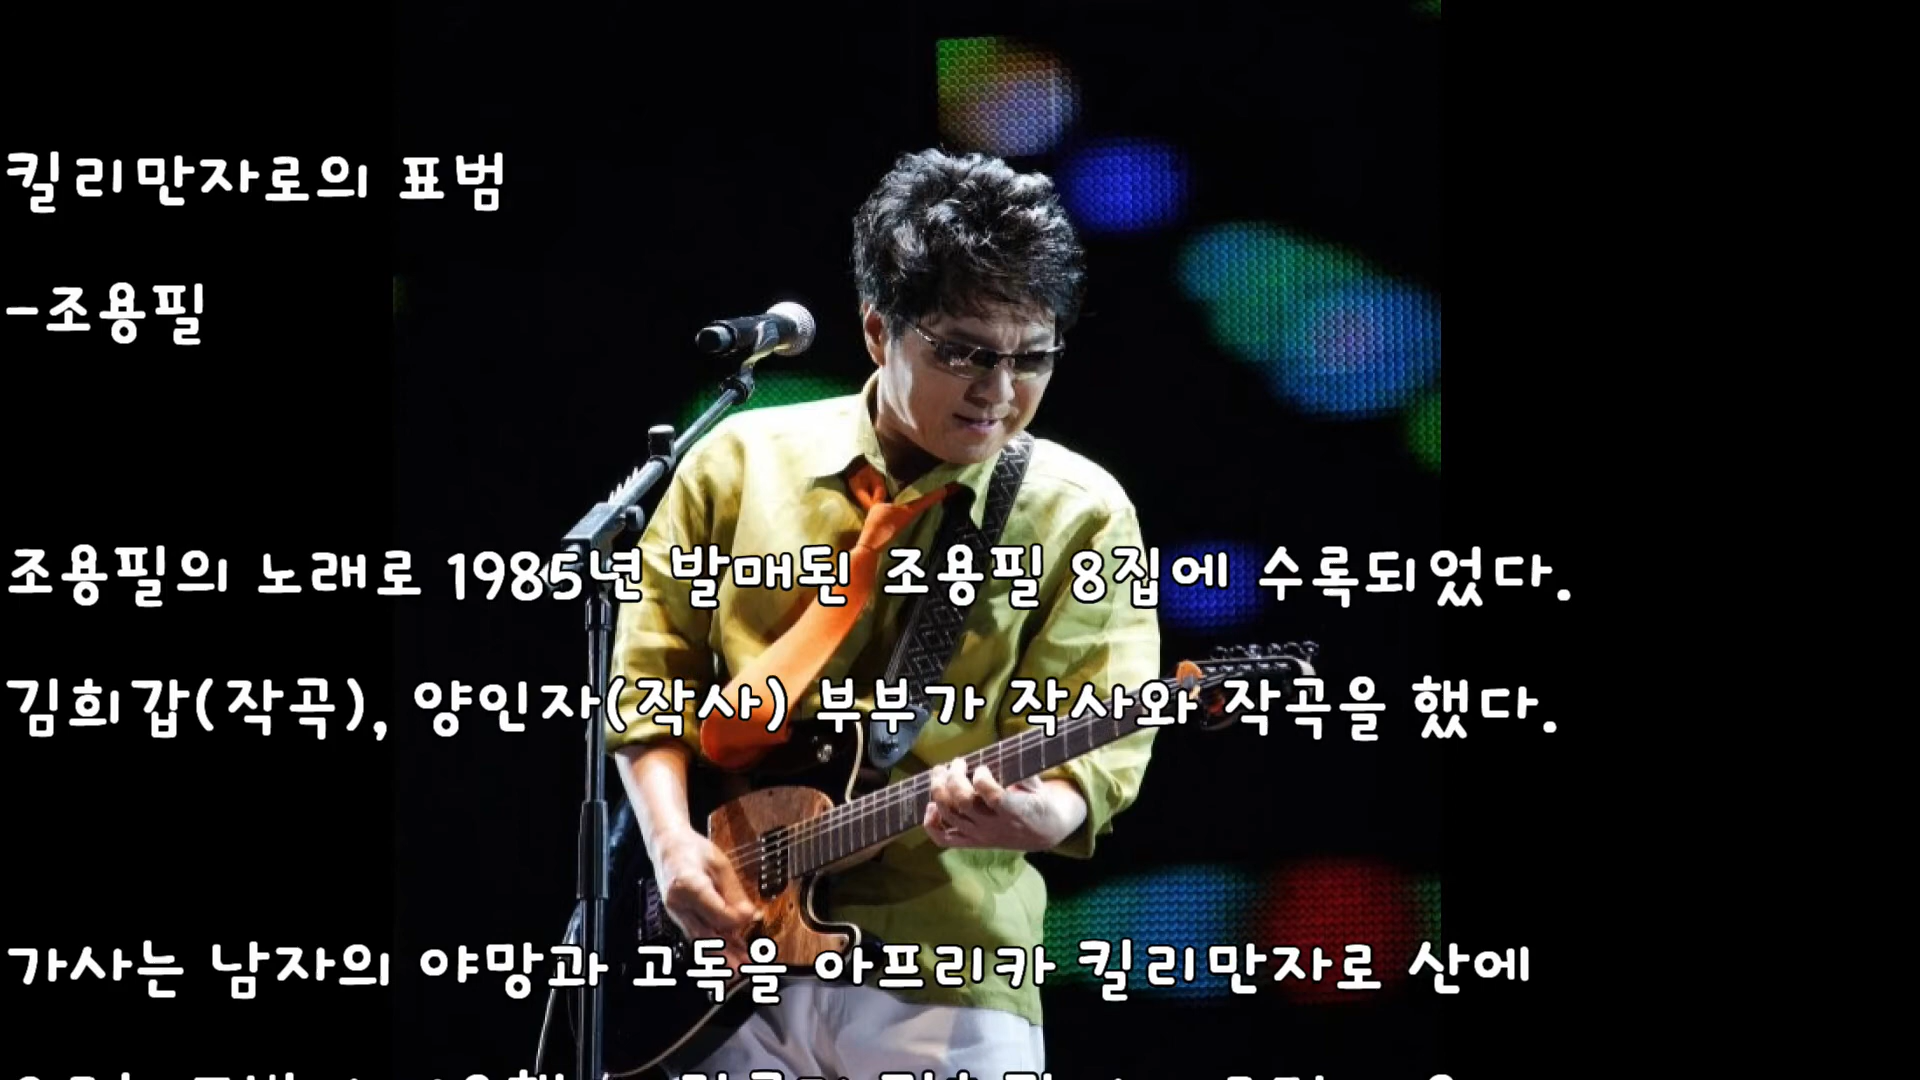 킬리만자로의 표범
-조용필
조용필의 노래로 1985년 발매된 조용필 8집에 수록되었다.
김희갑(작곡), 양인자(작사) 부부가 작사와 작곡을 했다.
가사는 남자의 야망과 고독을 아프리카 킬리만자로 산에